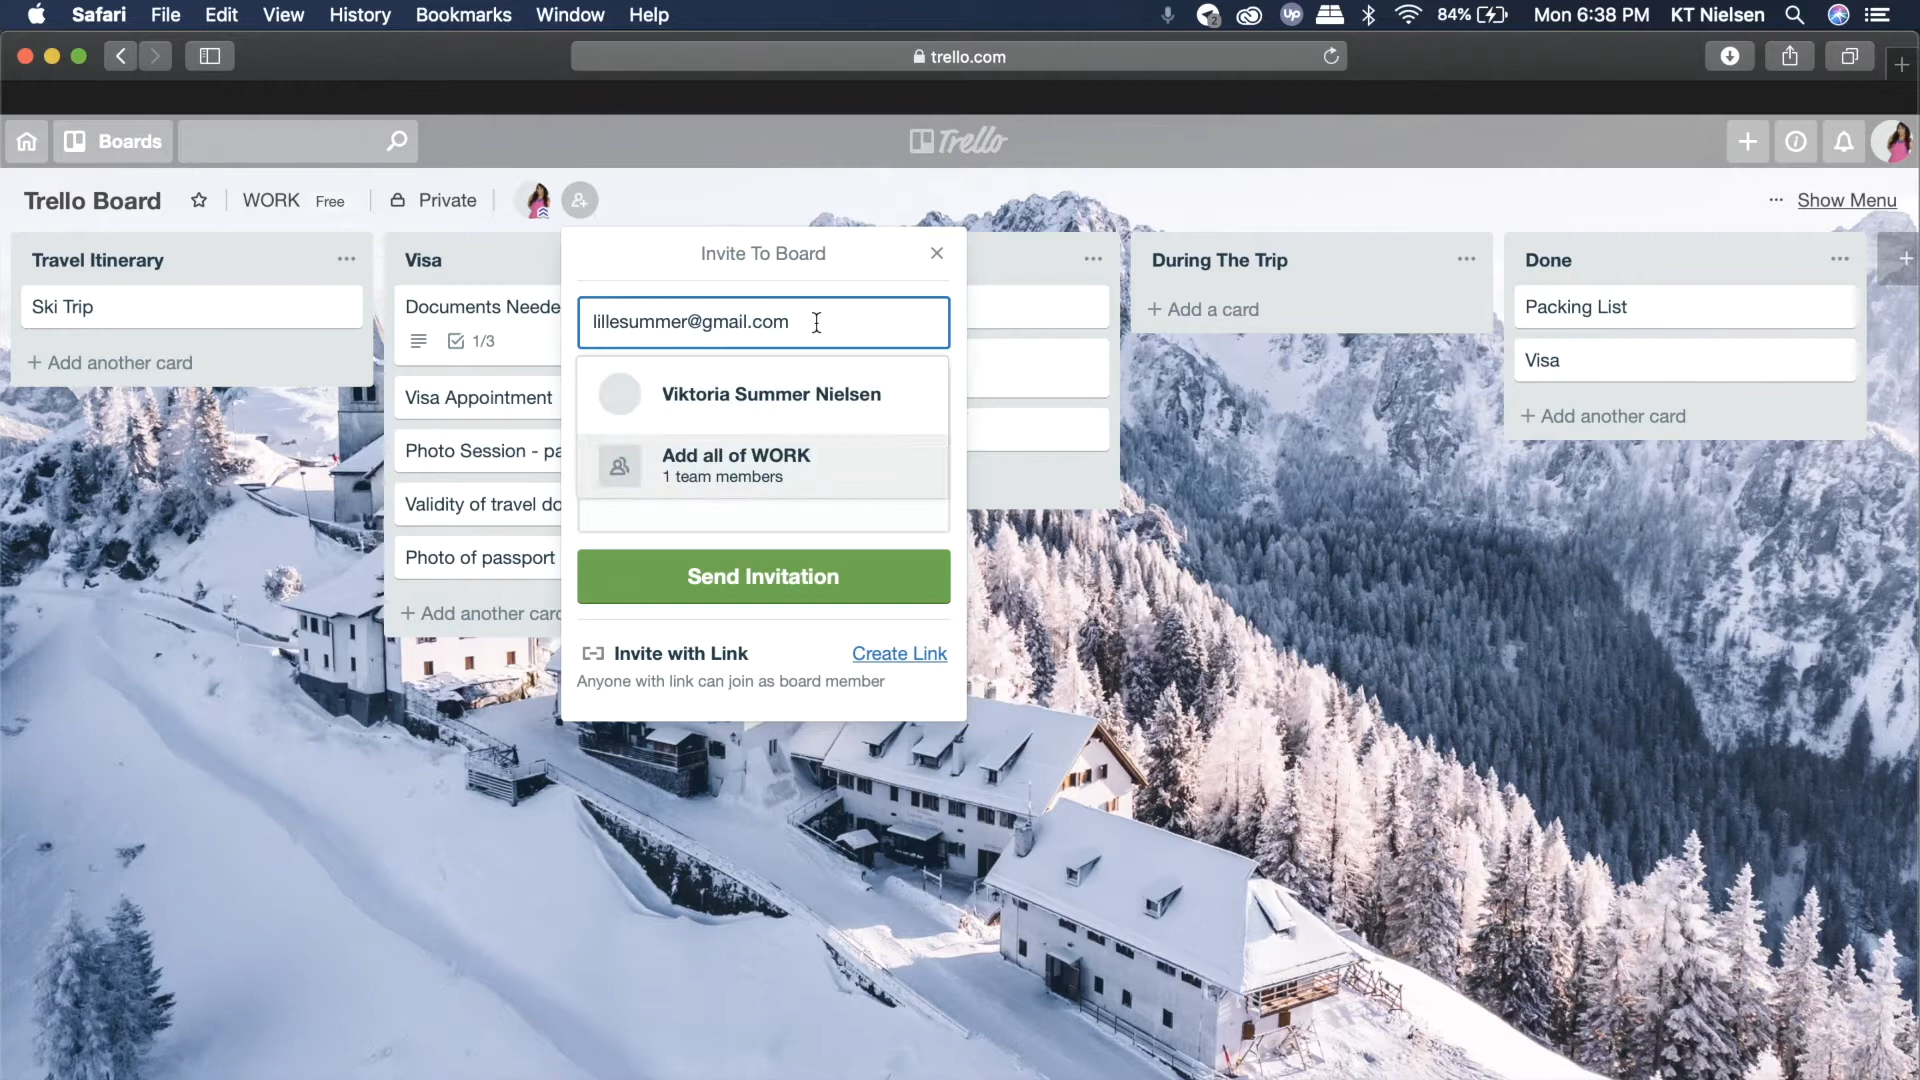 Safari File Edit View History Bookmarks Window Help
2 Up 84% Mon 6:38 PM KT Nielsen
trello.com
Boards Trello
Trello Board WORK Free Private Show Menu
Travel Itinerary
Ski Trip
+ Add another card
Visa
Documents Neede
1/3
Visa Appointment
Photo Session - pa
Validity of travel do
Photo of passport
+ Add another card
Invite To Board
lillesummer@gmail.com
Viktoria Summer Nielsen
Add all of WORK
1 team members
Send Invitation
Invite with Link Create Link
Anyone with link can join as board member
During The Trip
+ Add a card
Done
Packing List
Visa
+ Add another card